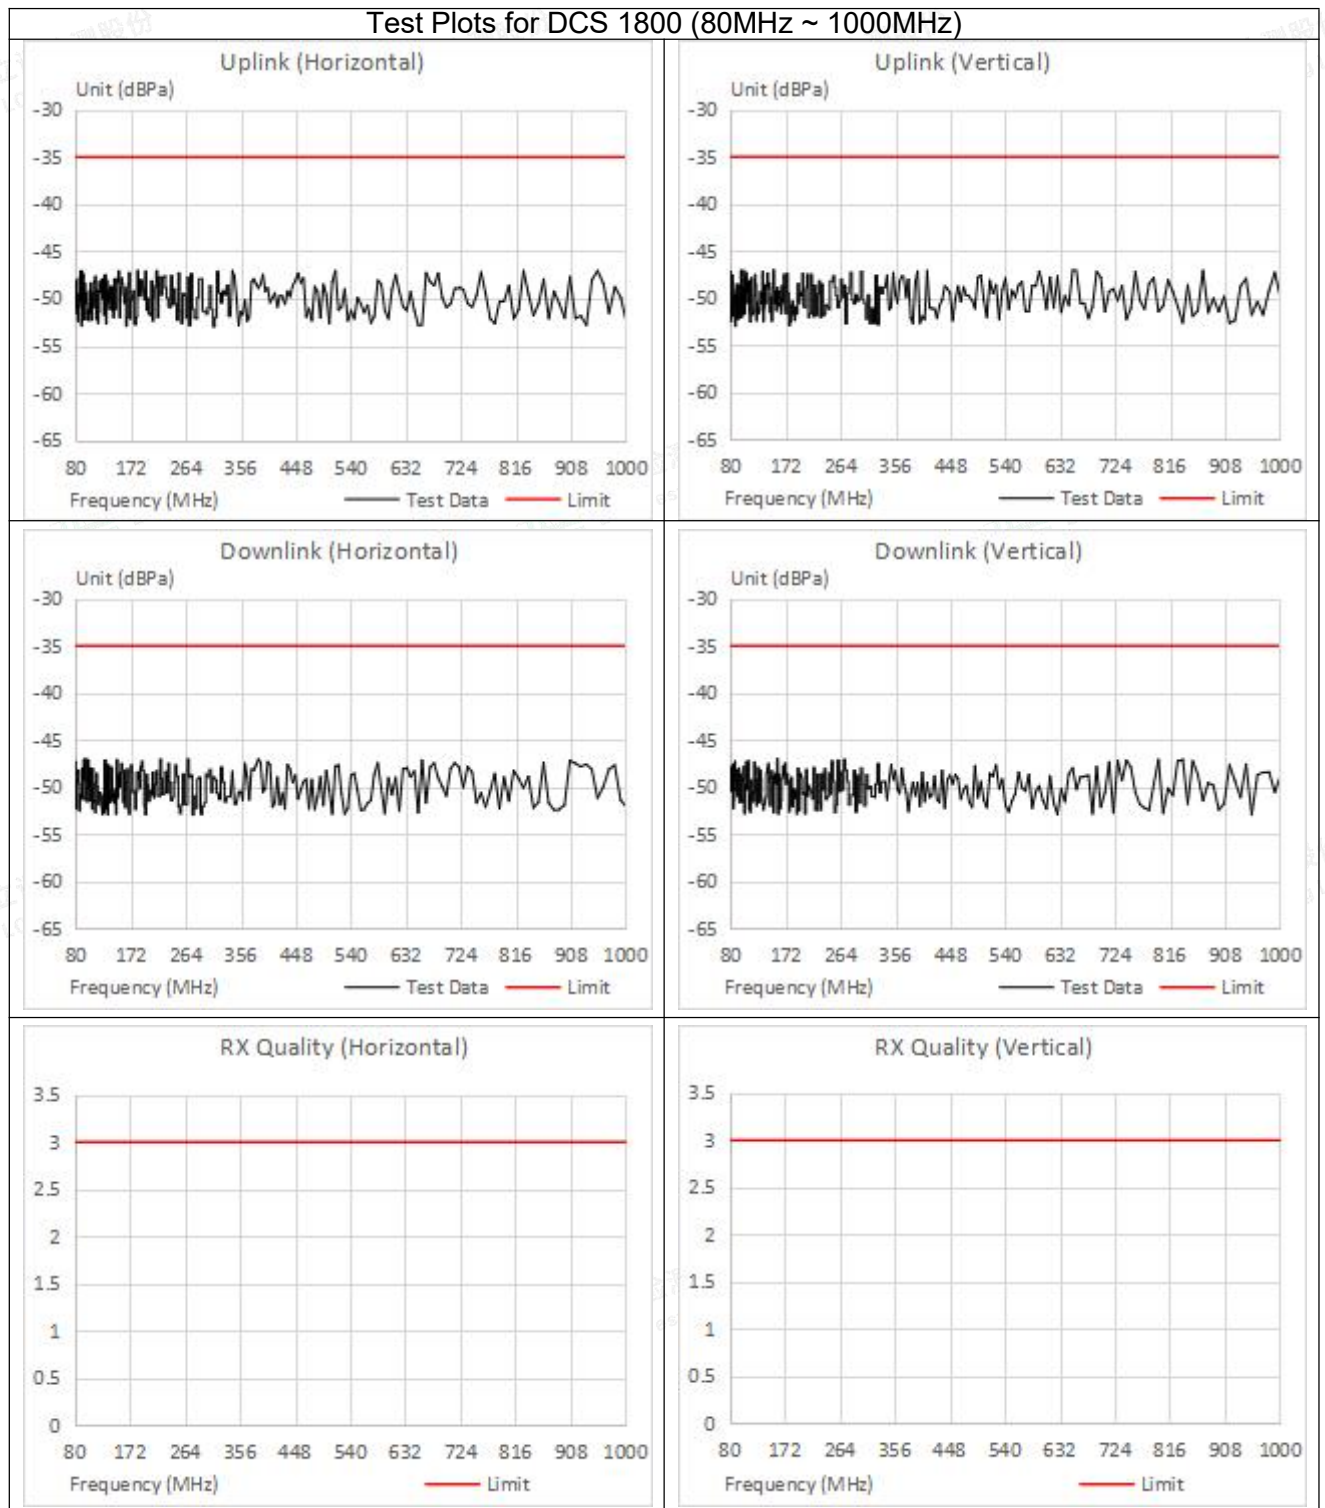 Test Plots for DCS 1800 (80MHz ~ 1000MHz)
Uplink (Horizontal)
Unit (dBPa)
-30
-35
-40
-45
-50
-55
-60
-65
80 172 264 356 448 540 632 724 816 908 1000
Frequency (MHz) Test Data Limit
Uplink (Vertical)
Unit (dBPa)
-30
-35
-40
-45
-50
-55
-60
-65
80 172 264 356 448 540 632 724 816 908 1000
Frequency (MHz) Test Data Limit
Downlink (Horizontal)
Unit (dBPa)
-30
-35
-40
-45
-50
-55
-60
-65
80 172 264 356 448 540 632 724 816 908 1000
Frequency (MHz) Test Data Limit
Downlink (Vertical)
Unit (dBPa)
-30
-35
-40
-45
-50
-55
-60
-65
80 172 264 356 448 540 632 724 816 908 1000
Frequency (MHz) Test Data Limit
RX Quality (Horizontal)
3.5
3
2.5
2
1.5
1
0.5
0
80 172 264 356 448 540 632 724 816 908 1000
Frequency (MHz) Limit
RX Quality (Vertical)
3.5
3
2.5
2
1.5
1
0.5
0
80 172 264 356 448 540 632 724 816 908 1000
Frequency (MHz) Limit